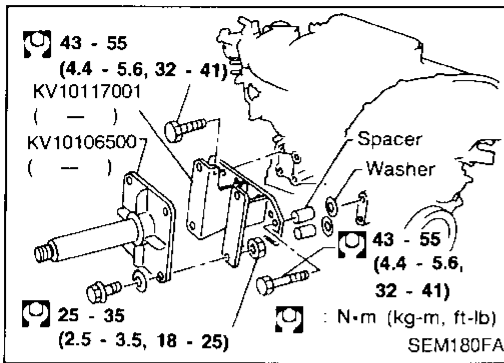 43 - 55
(4.4 - 5.6, 32 - 41)
KV10117001
( — )
KV10106500
( — )
Spacer
Washer
43 - 55
(4.4 - 5.6,
32 - 41)
25 - 35
(2.5 - 3.5, 18 - 25)
: N•m (kg-m, ft-lb)
SEM180FA